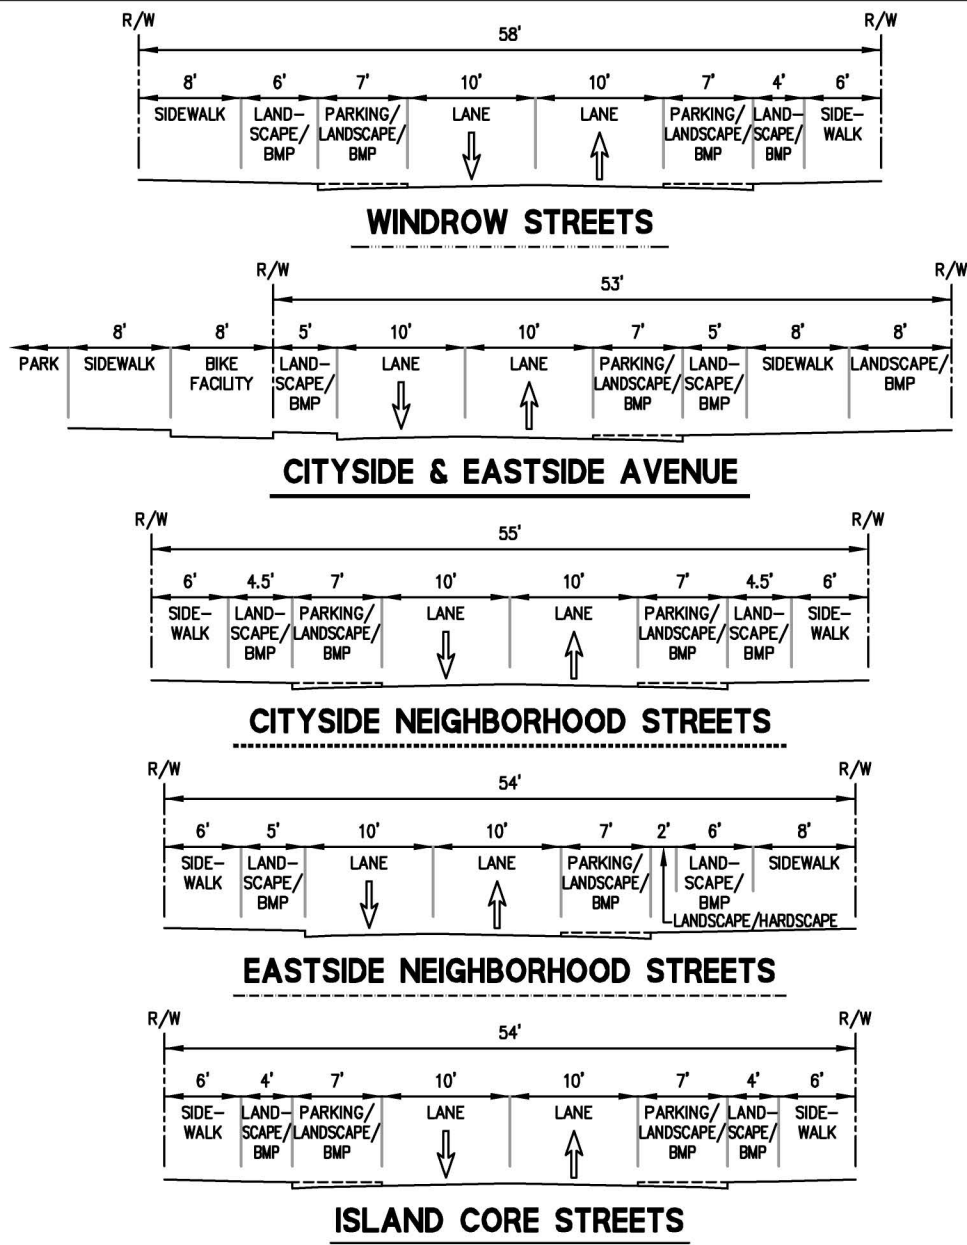 R/W R/W
58'
8' 6' 7' 10' 10' 7' 4' 6'
SIDEWALK LAND- PARKING/ LANE LANE PARKING/ LAND- SIDE-
SCAPE/ LANDSCAPE/ LANDSCAPE/ SCAPE/ WALK
BMP BMP BMP BMP
WINDROW STREETS
R/W R/W
53'
8' 8' 5' 10' 10' 7' 5' 8' 8'
PARK SIDEWALK BIKE LAND- LANE LANE PARKING/ LAND- SIDEWALK LANDSCAPE/
FACILITY SCAPE/ LANDSCAPE/ SCAPE/ BMP
BMP BMP BMP
CITYSIDE & EASTSIDE AVENUE
R/W R/W
55'
6' 4.5' 7' 10' 10' 7' 4.5' 6'
SIDE- LAND- PARKING/ LANE LANE PARKING/ LAND- SIDE-
WALK SCAPE/ LANDSCAPE/ LANDSCAPE/ SCAPE/ WALK
BMP BMP BMP BMP
CITYSIDE NEIGHBORHOOD STREETS
R/W R/W
54'
6' 5' 10' 10' 7' 2' 6' 8'
SIDE- LAND- LANE LANE PARKING/ LAND- SIDEWALK
WALK SCAPE/ LANDSCAPE/ SCAPE/
BMP BMP BMP
LANDSCAPE/HARDSCAPE
EASTSIDE NEIGHBORHOOD STREETS
R/W R/W
54'
6' 4' 7' 10' 10' 7' 4' 6'
SIDE- LAND- PARKING/ LANE LANE PARKING/ LAND- SIDE-
WALK SCAPE/ LANDSCAPE/ LANDSCAPE/ SCAPE/ WALK
BMP BMP BMP BMP
ISLAND CORE STREETS